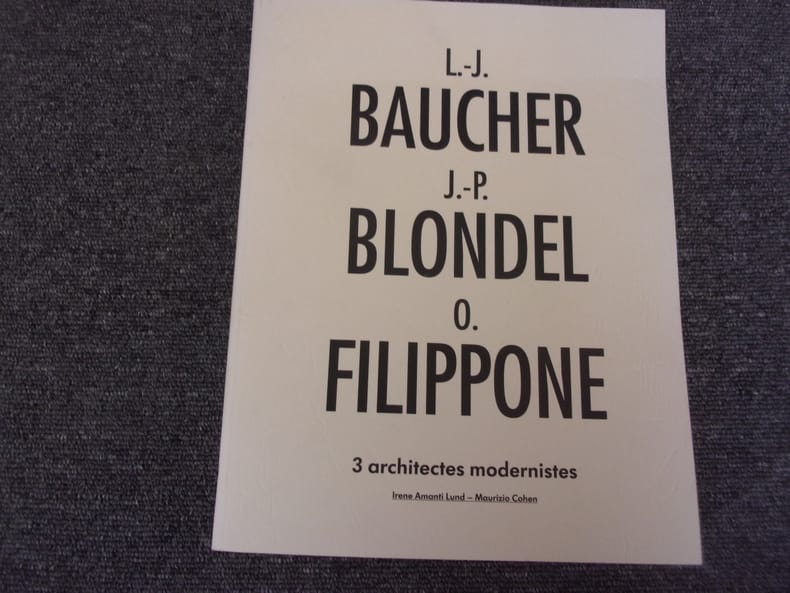 L.-J.
BAUCHER
J.-P.
BLONDEL
O.
FILIPPONE
3 architectes modernistes
Irene Amanti Lund – Maurizio Cohen